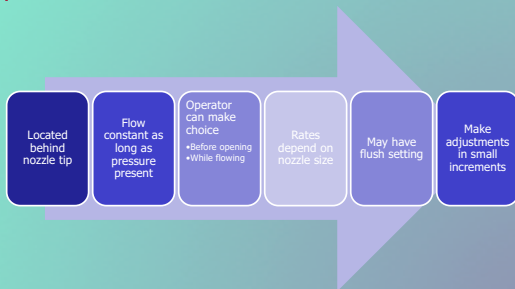 Located
behind
nozzle tip
Flow
constant as
long as
pressure
present
Operator
can make
choice
•Before opening
•While flowing
Rates
depend on
nozzle size
May have
flush setting
Make
adjustments
in small
increments